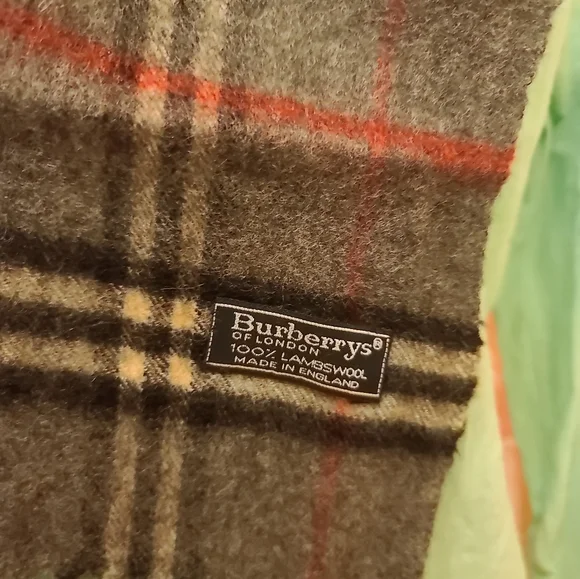 Burberrys®
OF LONDON
100% LAMBSWOOL
MADE IN ENGLAND